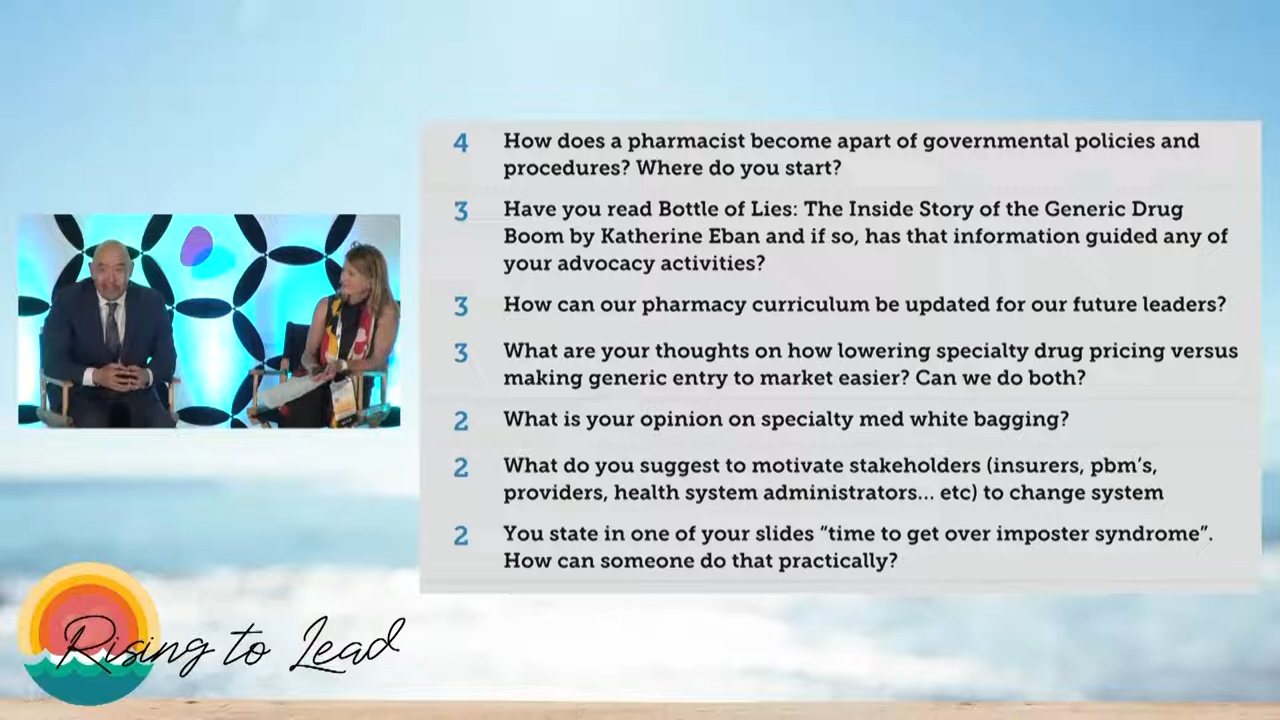 4 How does a pharmacist become apart of governmental policies and
procedures? Where do you start?
3 Have you read Bottle of Lies: The Inside Story of the Generic Drug
Boom by Katherine Eban and if so, has that information guided any of
your advocacy activities?
3 How can our pharmacy curriculum be updated for our future leaders?
3 What are your thoughts on how lowering specialty drug pricing versus
making generic entry to market easier? Can we do both?
2 What is your opinion on specialty med white bagging?
2 What do you suggest to motivate stakeholders (insurers, pbm's,
providers, health system administrators... etc) to change system
2 You state in one of your slides “time to get over imposter syndrome”.
How can someone do that practically?
Rising to Lead